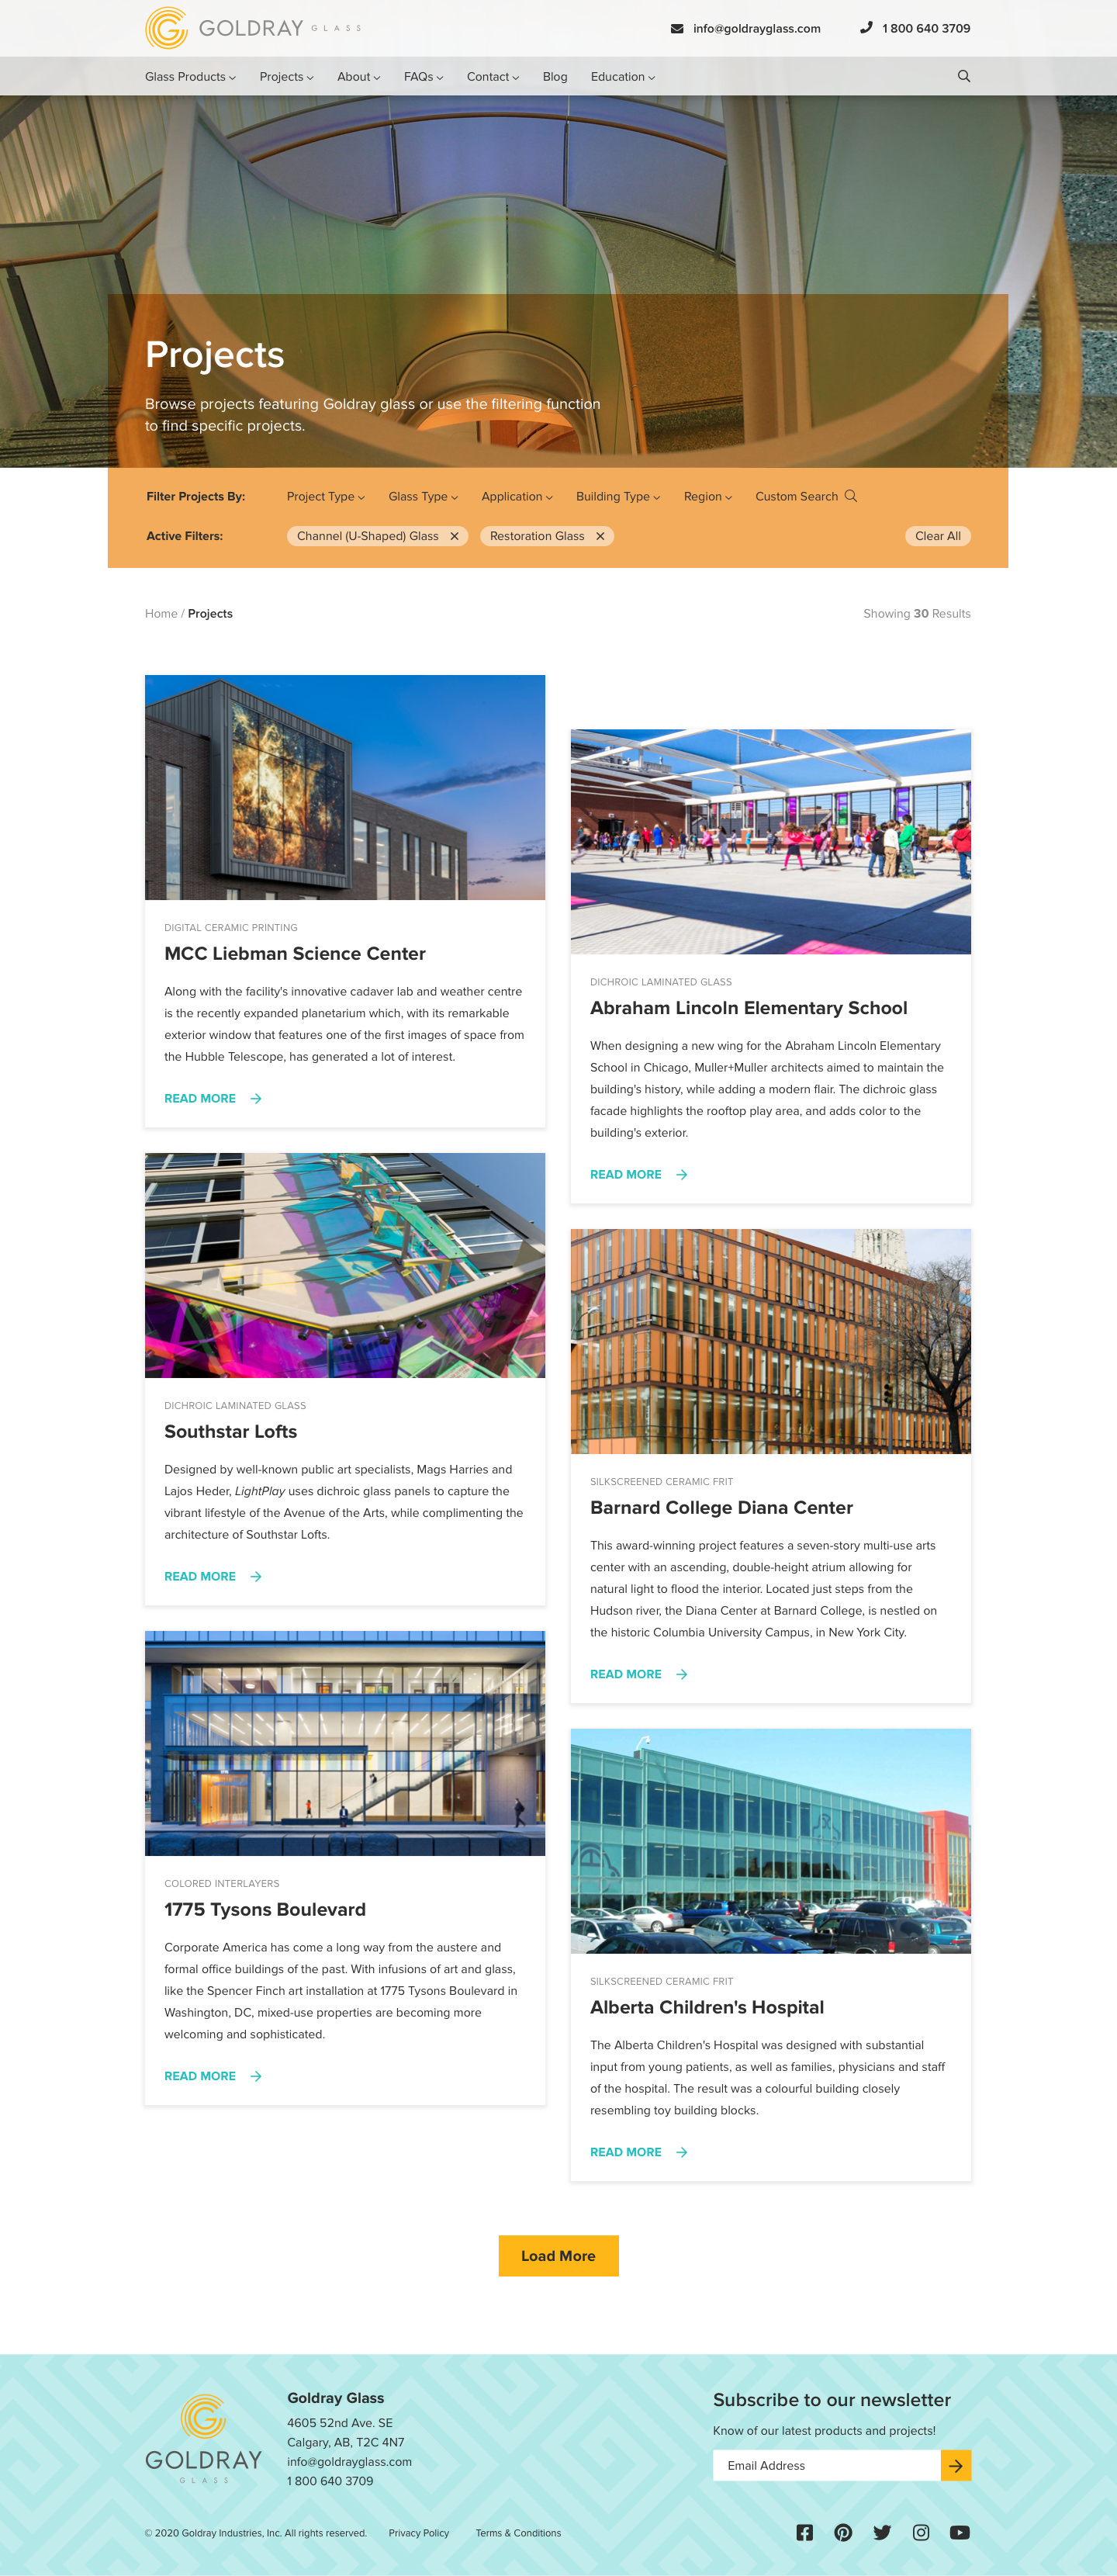 GOLDRAY GLASS
info@goldrayglass.com
1 800 640 3709
Glass Products
Projects
About
FAQs
Contact
Blog
Education
Projects
Browse projects featuring Goldray glass or use the filtering function
to find specific projects.
Filter Projects By:
Project Type
Glass Type
Application
Building Type
Region
Custom Search
Active Filters:
Channel (U-Shaped) Glass
Restoration Glass
Clear All
Home / Projects
Showing 30 Results
DIGITAL CERAMIC PRINTING
MCC Liebman Science Center
Along with the facility's innovative cadaver lab and weather centre
is the recently expanded planetarium which, with its remarkable
exterior window that features one of the first images of space from
the Hubble Telescope, has generated a lot of interest.
READ MORE
DICHROIC LAMINATED GLASS
Abraham Lincoln Elementary School
When designing a new wing for the Abraham Lincoln Elementary
School in Chicago, Muller+Muller architects aimed to maintain the
building's history, while adding a modern flair. The dichroic glass
facade highlights the rooftop play area, and adds color to the
building's exterior.
READ MORE
DICHROIC LAMINATED GLASS
Southstar Lofts
Designed by well-known public art specialists, Mags Harries and
Lajos Heder, LightPlay uses dichroic glass panels to capture the
vibrant lifestyle of the Avenue of the Arts, while complimenting the
architecture of Southstar Lofts.
READ MORE
SILKSCREENED CERAMIC FRIT
Barnard College Diana Center
This award-winning project features a seven-story multi-use arts
center with an ascending, double-height atrium allowing for
natural light to flood the interior. Located just steps from the
Hudson river, the Diana Center at Barnard College, is nestled on
the historic Columbia University Campus, in New York City.
READ MORE
COLORED INTERLAYERS
1775 Tysons Boulevard
Corporate America has come a long way from the austere and
formal office buildings of the past. With infusions of art and glass,
like the Spencer Finch art installation at 1775 Tysons Boulevard in
Washington, DC, mixed-use properties are becoming more
welcoming and sophisticated.
READ MORE
SILKSCREENED CERAMIC FRIT
Alberta Children's Hospital
The Alberta Children's Hospital was designed with substantial
input from young patients, as well as families, physicians and staff
of the hospital. The result was a colourful building closely
resembling toy building blocks.
READ MORE
Load More
GOLDRAY
GLASS
Goldray Glass
4605 52nd Ave. SE
Calgary, AB, T2C 4N7
info@goldrayglass.com
1 800 640 3709
Subscribe to our newsletter
Know of our latest products and projects!
Email Address
© 2020 Goldray Industries, Inc. All rights reserved.
Privacy Policy
Terms & Conditions